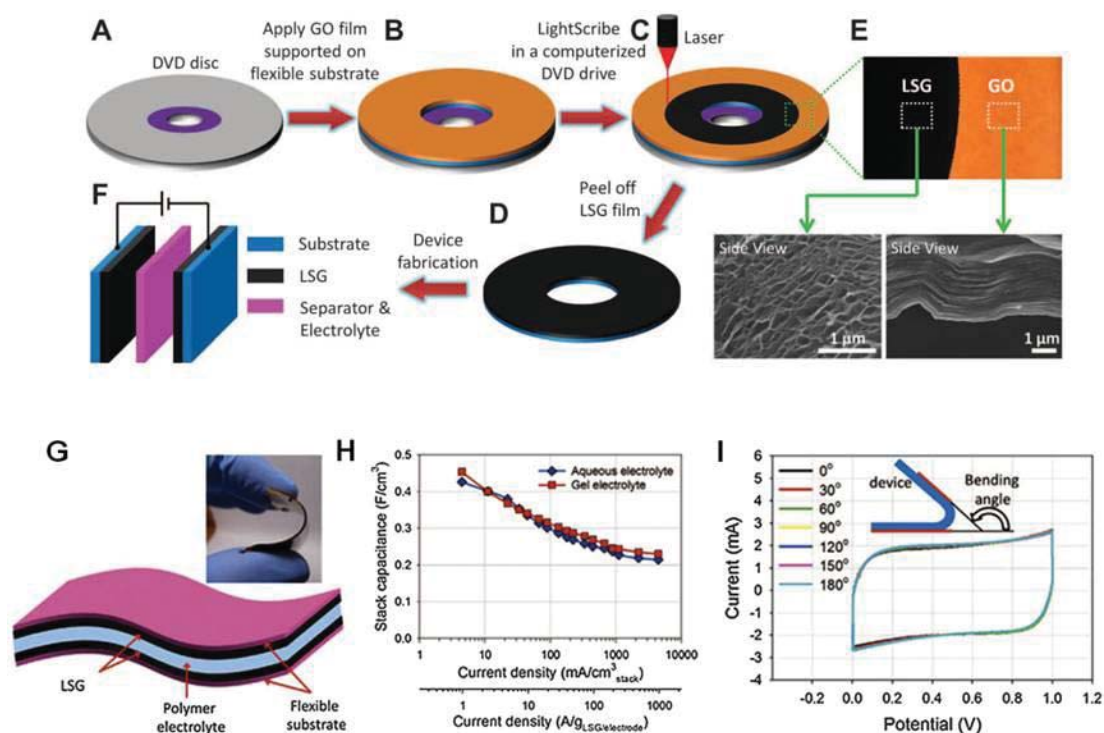 A
DVD disc
Apply GO film
supported on
flexible substrate
B
LightScribe
in a computerized
DVD drive
C
Laser
E
LSG
GO
Peel off
LSG film
D
Device
fabrication
F
Substrate
LSG
Separator &
Electrolyte
Side View
1 μm
Side View
1 μm
G
LSG
Polymer
electrolyte
Flexible
substrate
H
Stack capacitance (F/cm³)
0.5
0.4
0.3
0.2
0.1
0.0
Aqueous electrolyte
Gel electrolyte
1 10 100 1000 10000
Current density (mA/cm³stack)
1 10 100 1000
Current density (A/gLSG/electrode)
I
Current (mA)
6
5
4
3
2
1
0
-1
-2
-3
-4
0°
30°
60°
90°
120°
150°
180°
device
Bending
angle
-0.2 0.0 0.2 0.4 0.6 0.8 1.0 1.2
Potential (V)